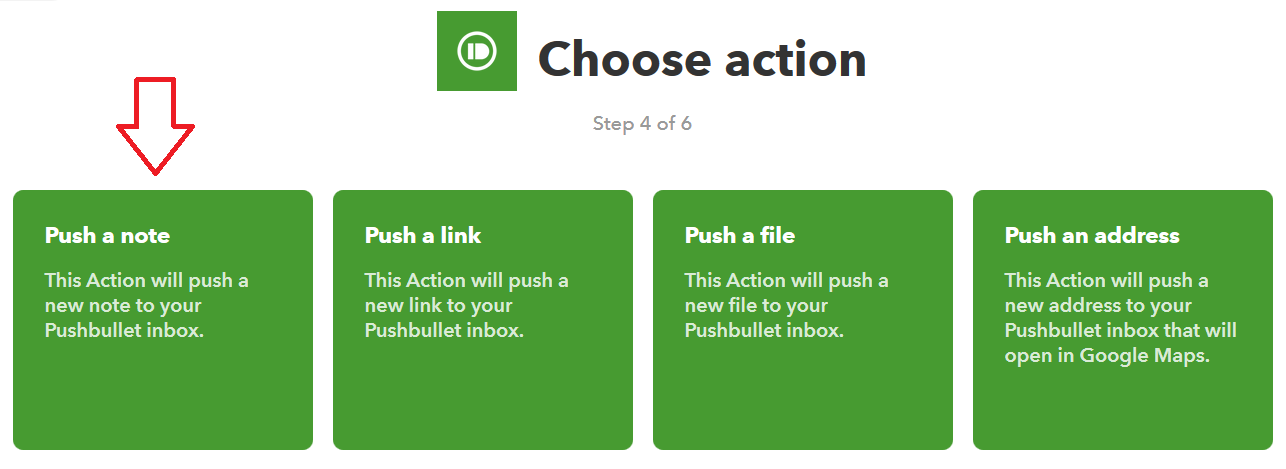 Choose action
Step 4 of 6
Push a note
This Action will push a
new note to your
Pushbullet inbox.
Push a link
This Action will push a
new link to your
Pushbullet inbox.
Push a file
This Action will push a
new file to your
Pushbullet inbox.
Push an address
This Action will push a
new address to your
Pushbullet inbox that will
open in Google Maps.